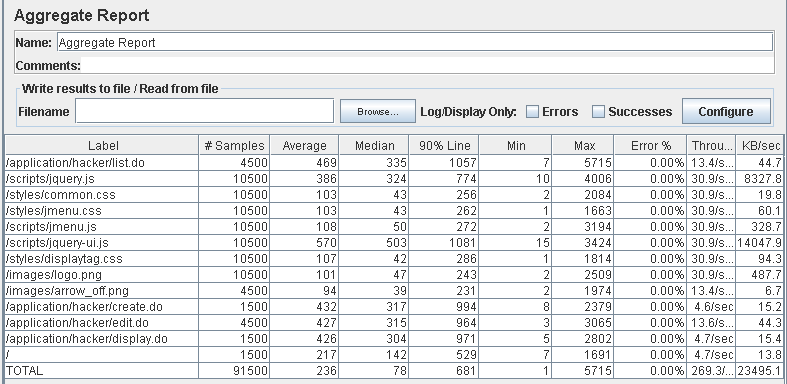 Aggregate Report
Name: Aggregate Report
Comments:
Write results to file / Read from file
Filename Browse... Log/Display Only: Errors Successes Configure
Label # Samples Average Median 90% Line Min Max Error % Throu... KB/sec
/application/hacker/list.do 4500 469 335 1057 7 5715 0.00% 13.4/s... 44.7
/scripts/jquery.js 10500 386 324 774 10 4006 0.00% 30.9/s... 8327.8
/styles/common.css 10500 103 43 256 2 2084 0.00% 30.9/s... 19.8
/styles/jmenu.css 10500 103 43 262 1 1663 0.00% 30.9/s... 60.1
/scripts/jmenu.js 10500 108 50 272 2 3194 0.00% 30.9/s... 328.7
/scripts/jquery-ui.js 10500 570 503 1081 15 3424 0.00% 30.9/s... 14047.9
/styles/displaytag.css 10500 107 42 286 1 1814 0.00% 30.9/s... 94.3
/images/logo.png 10500 101 47 243 2 2509 0.00% 30.9/s... 487.7
/images/arrow_off.png 4500 94 39 231 2 1974 0.00% 13.4/s... 6.7
/application/hacker/create.do 1500 432 317 994 8 2379 0.00% 4.6/sec 15.2
/application/hacker/edit.do 4500 427 315 964 3 3065 0.00% 13.6/s... 44.3
/application/hacker/display.do 1500 426 304 971 5 2802 0.00% 4.7/sec 15.4
/ 1500 217 142 529 7 1691 0.00% 4.7/sec 13.8
TOTAL 91500 236 78 681 1 5715 0.00% 269.3/... 23495.1